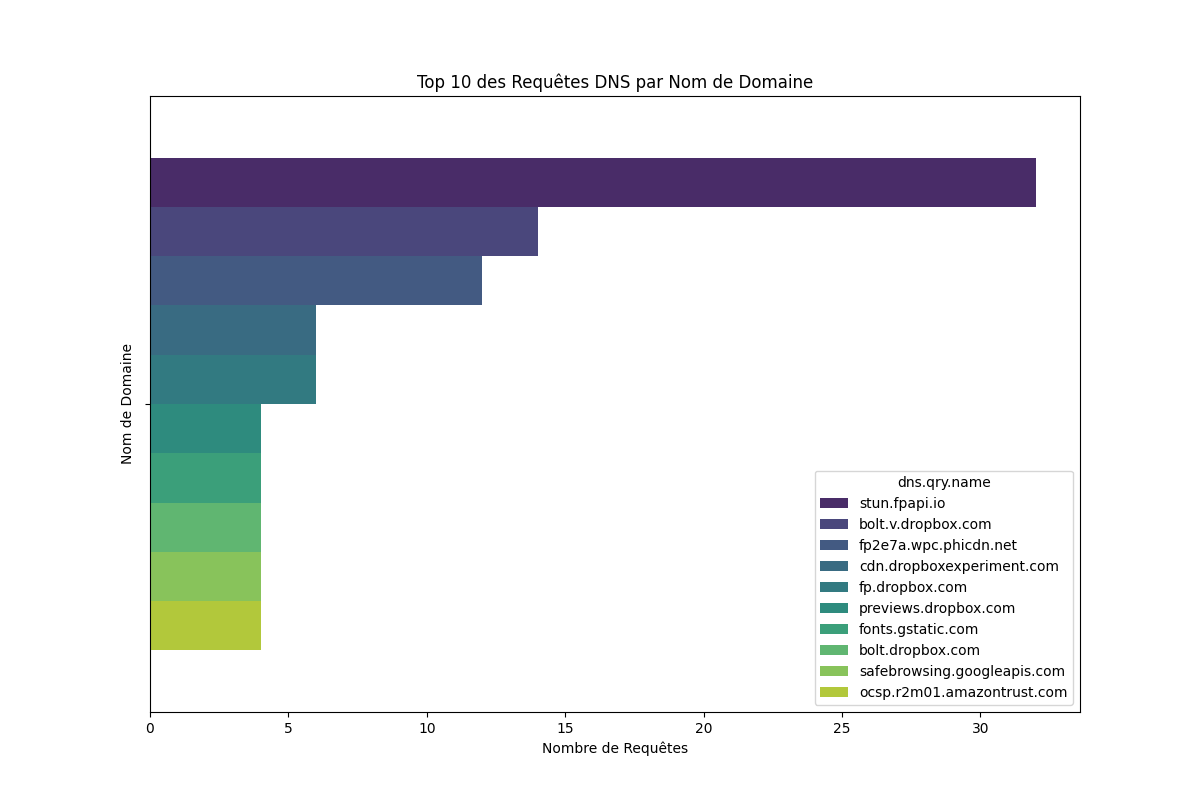 Top 10 des Requêtes DNS par Nom de Domaine
Nom de Domaine
dns.qry.name
stun.fpapi.io
bolt.v.dropbox.com
fp2e7a.wpc.phicdn.net
cdn.dropboxexperiment.com
fp.dropbox.com
previews.dropbox.com
fonts.gstatic.com
bolt.dropbox.com
safebrowsing.googleapis.com
ocsp.r2m01.amazontrust.com
0 5 10 15 20 25 30
Nombre de Requêtes